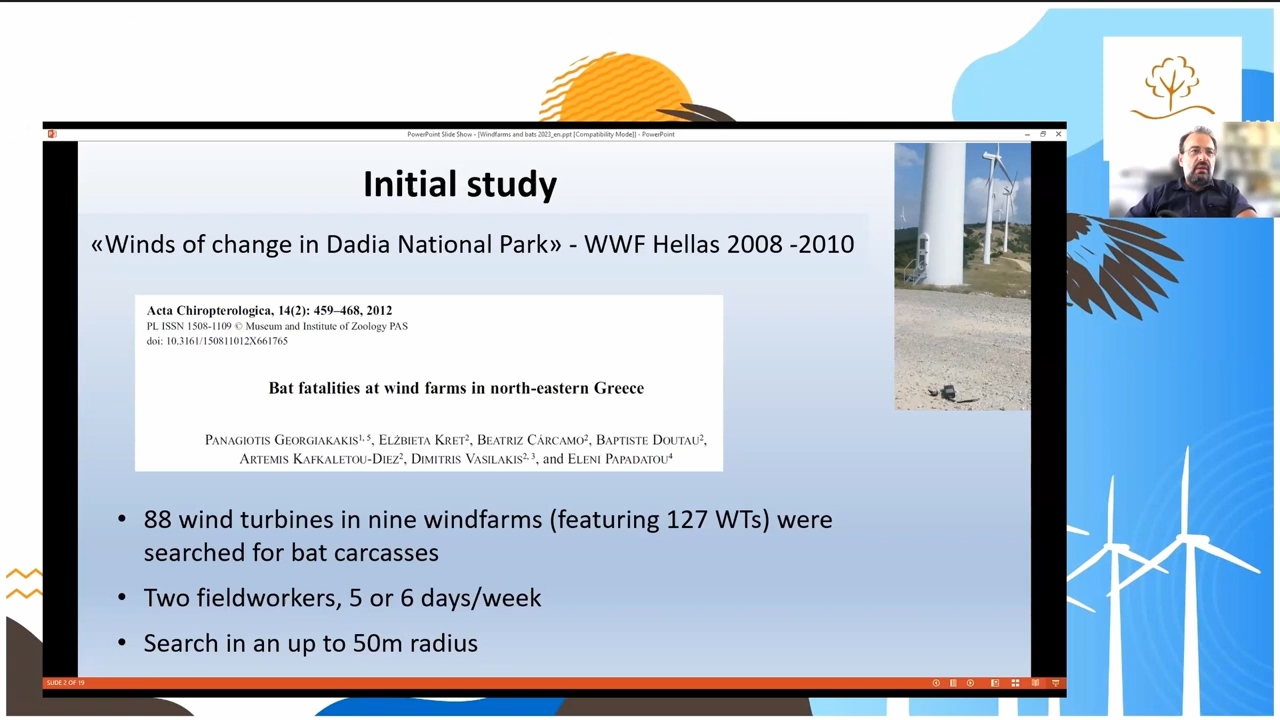 PowerPoint Slide Show - [Windfarms and bats 2023_en.ppt [Compatibility Mode]] - PowerPoint
Initial study
«Winds of change in Dadia National Park» - WWF Hellas 2008 -2010
Acta Chiropterologica, 14(2): 459–468, 2012
PL ISSN 1508-1109 © Museum and Institute of Zoology PAS
doi: 10.3161/150811012X661765
Bat fatalities at wind farms in north-eastern Greece
Panagiotis Georgiakakis1, 5, Elżbieta Kret2, Beatriz Cárcamo2, Baptiste Doutau2,
Artemis Kafkaletou-Diez2, Dimitris Vasilakis2, 3, and Eleni Papadatou4
• 88 wind turbines in nine windfarms (featuring 127 WTs) were
searched for bat carcasses
• Two fieldworkers, 5 or 6 days/week
• Search in an up to 50m radius
SLIDE 2 OF 19